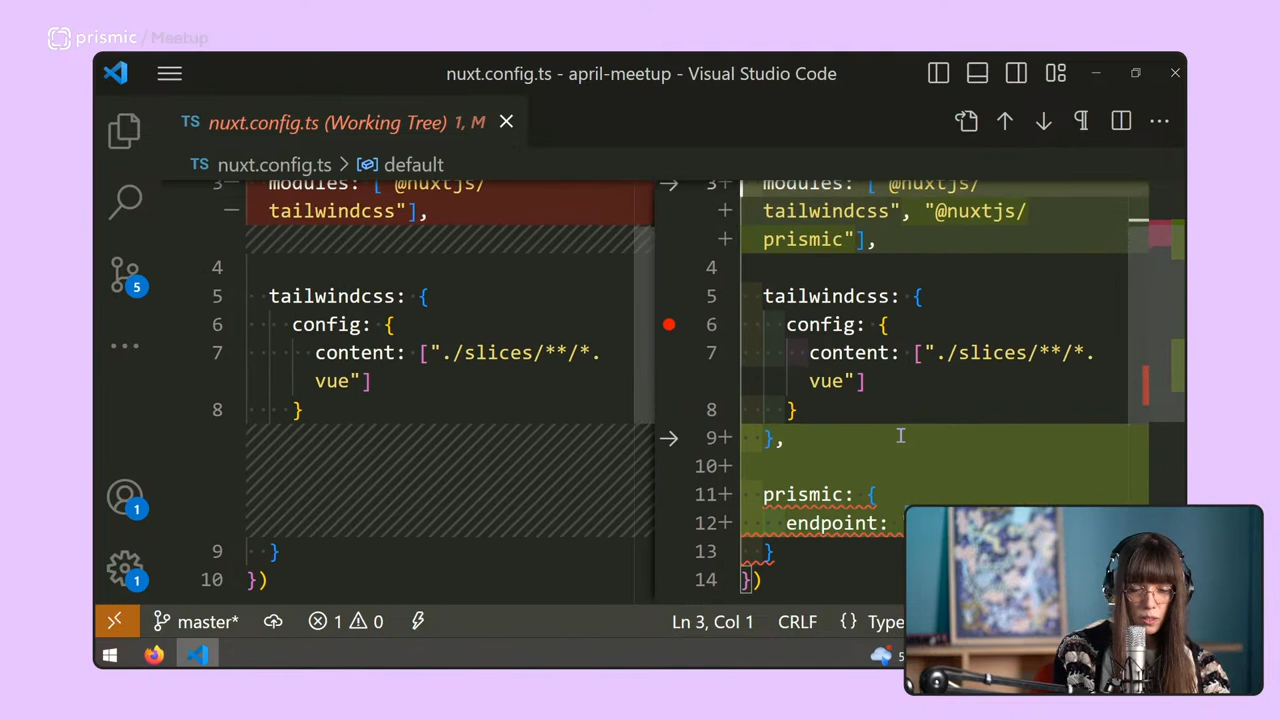 prismic / Meetup
nuxt.config.ts - april-meetup - Visual Studio Code
TS nuxt.config.ts (Working Tree) 1, M
TS nuxt.config.ts > default
3 modules: [ "@nuxtjs/
tailwindcss"],
4
5 tailwindcss: {
6 config: {
7 content: ["./slices/**/*.
vue"]
8 }
9 }
10 })
3 modules: [ "@nuxtjs/
tailwindcss", "@nuxtjs/
prismic"],
4
5 tailwindcss: {
6 config: {
7 content: ["./slices/**/*.
vue"]
8 }
9 },
10
11 prismic: {
12 endpoint:
13 }
14 })
5
1
1
master* 1 0 Ln 3, Col 1 CRLF {} Type
5